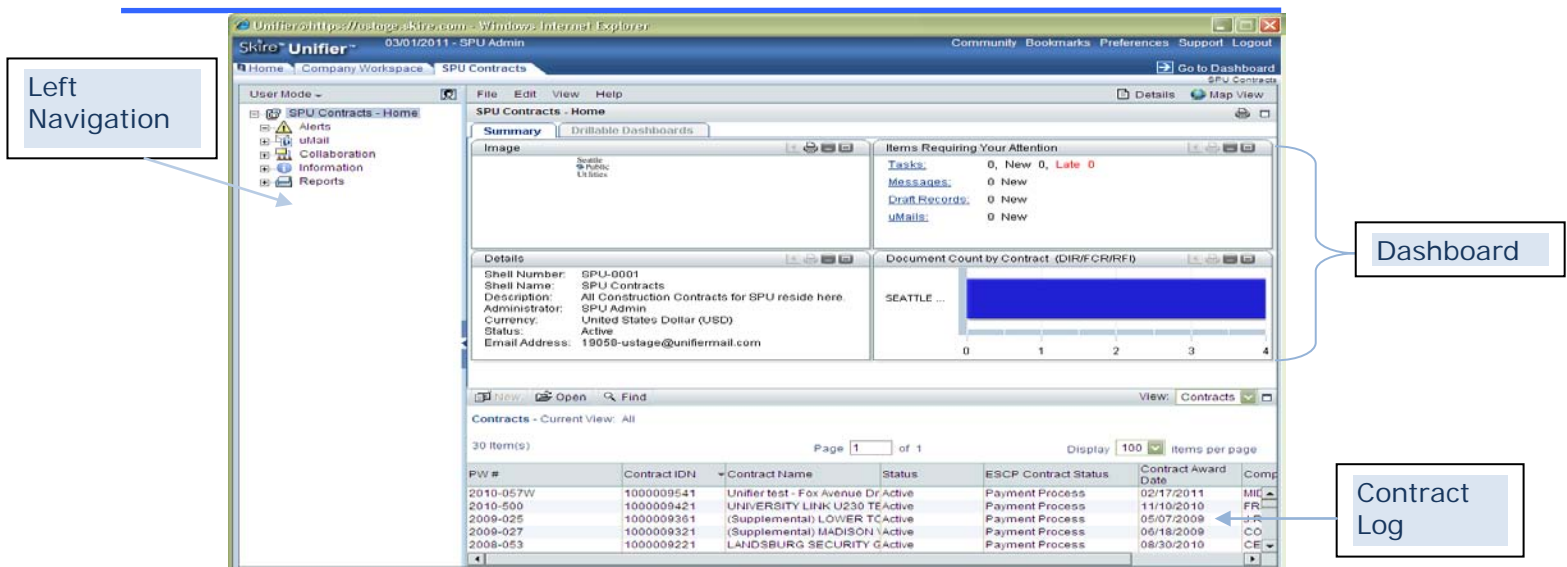 Unifier@https://ustage.skire.com - Windows Internet Explorer
Skire Unifier 03/01/2011 - SPU Admin
Community Bookmarks Preferences Support Logout
Home Company Workspace SPU Contracts Go to Dashboard
SPU Contracts
Left
Navigation
User Mode
SPU Contracts - Home
Alerts
uMail
Collaboration
Information
Reports
File Edit View Help Details Map View
SPU Contracts - Home
Summary Drillable Dashboards
Image
Seattle
Public
Utilities
Items Requiring Your Attention
Tasks: 0, New 0, Late 0
Messages: 0 New
Draft Records: 0 New
uMails: 0 New
Dashboard
Details
Shell Number: SPU-0001
Shell Name: SPU Contracts
Description: All Construction Contracts for SPU reside here.
Administrator: SPU Admin
Currency: United States Dollar (USD)
Status: Active
Email Address: 19058-ustage@unifiermail.com
Document Count by Contract (DIR/FCR/RFI)
SEATTLE ...
0 1 2 3 4
New Open Find View: Contracts
Contracts - Current View: All
30 Item(s) Page 1 of 1 Display 100 items per page
PW # Contract IDN Contract Name Status ESCP Contract Status Contract Award Date Comp
2010-057W 1000009541 Unifier test - Fox Avenue Dr Active Payment Process 02/17/2011 MID
2010-500 1000009421 UNIVERSITY LINK U230 TE Active Payment Process 11/10/2010 FR
2009-025 1000009361 (Supplemental) LOWER TC Active Payment Process 05/07/2009 J.R
2009-027 1000009321 (Supplemental) MADISON Active Payment Process 06/18/2009 CO
2008-053 1000009221 LANDSBURG SECURITY G Active Payment Process 08/30/2010 CE
Contract
Log